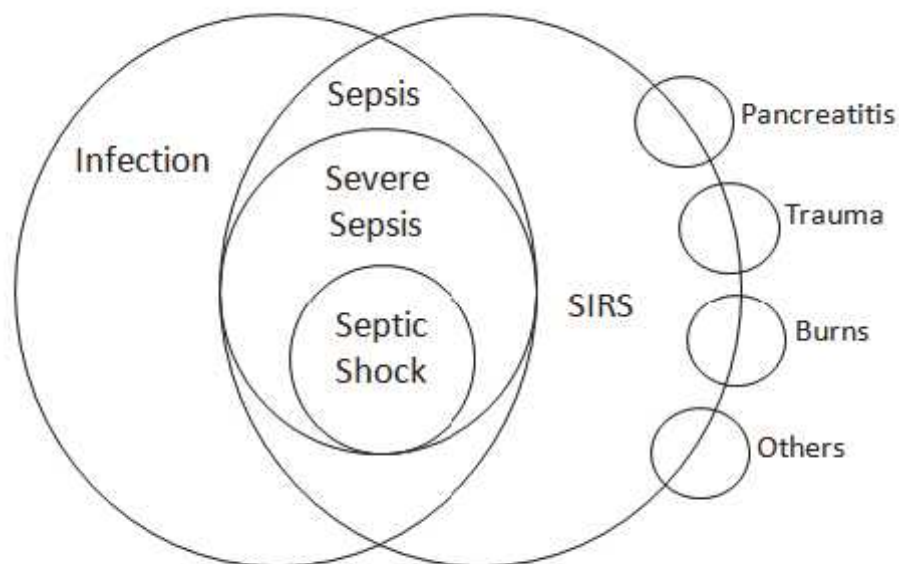 Sepsis
Infection
Severe
Sepsis
Septic
Shock
SIRS
Pancreatitis
Trauma
Burns
Others